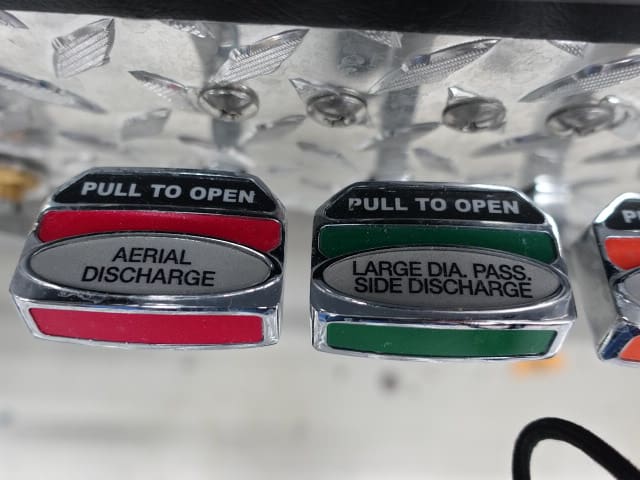 PULL TO OPEN
AERIAL
DISCHARGE
PULL TO OPEN
LARGE DIA. PASS.
SIDE DISCHARGE